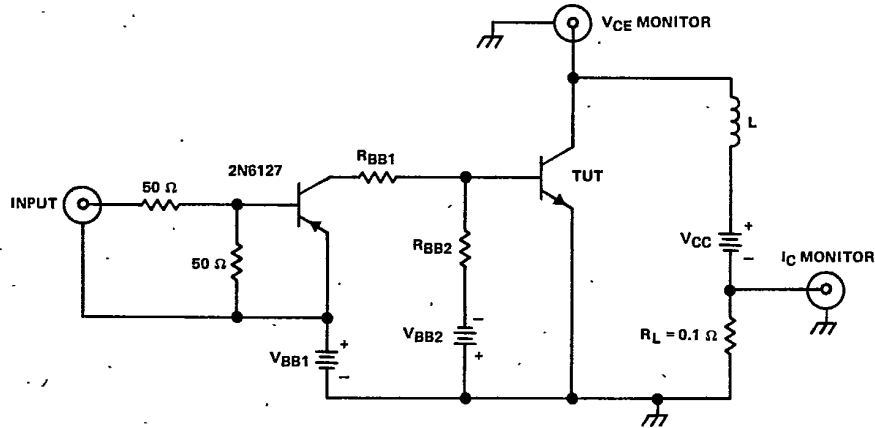 VCE MONITOR
L
2N6127
RBB1
TUT
50 Ω
INPUT
RBB2
+
VCC
−
IC MONITOR
50 Ω
−
VBB2
+
RL = 0.1 Ω
+
VBB1
−